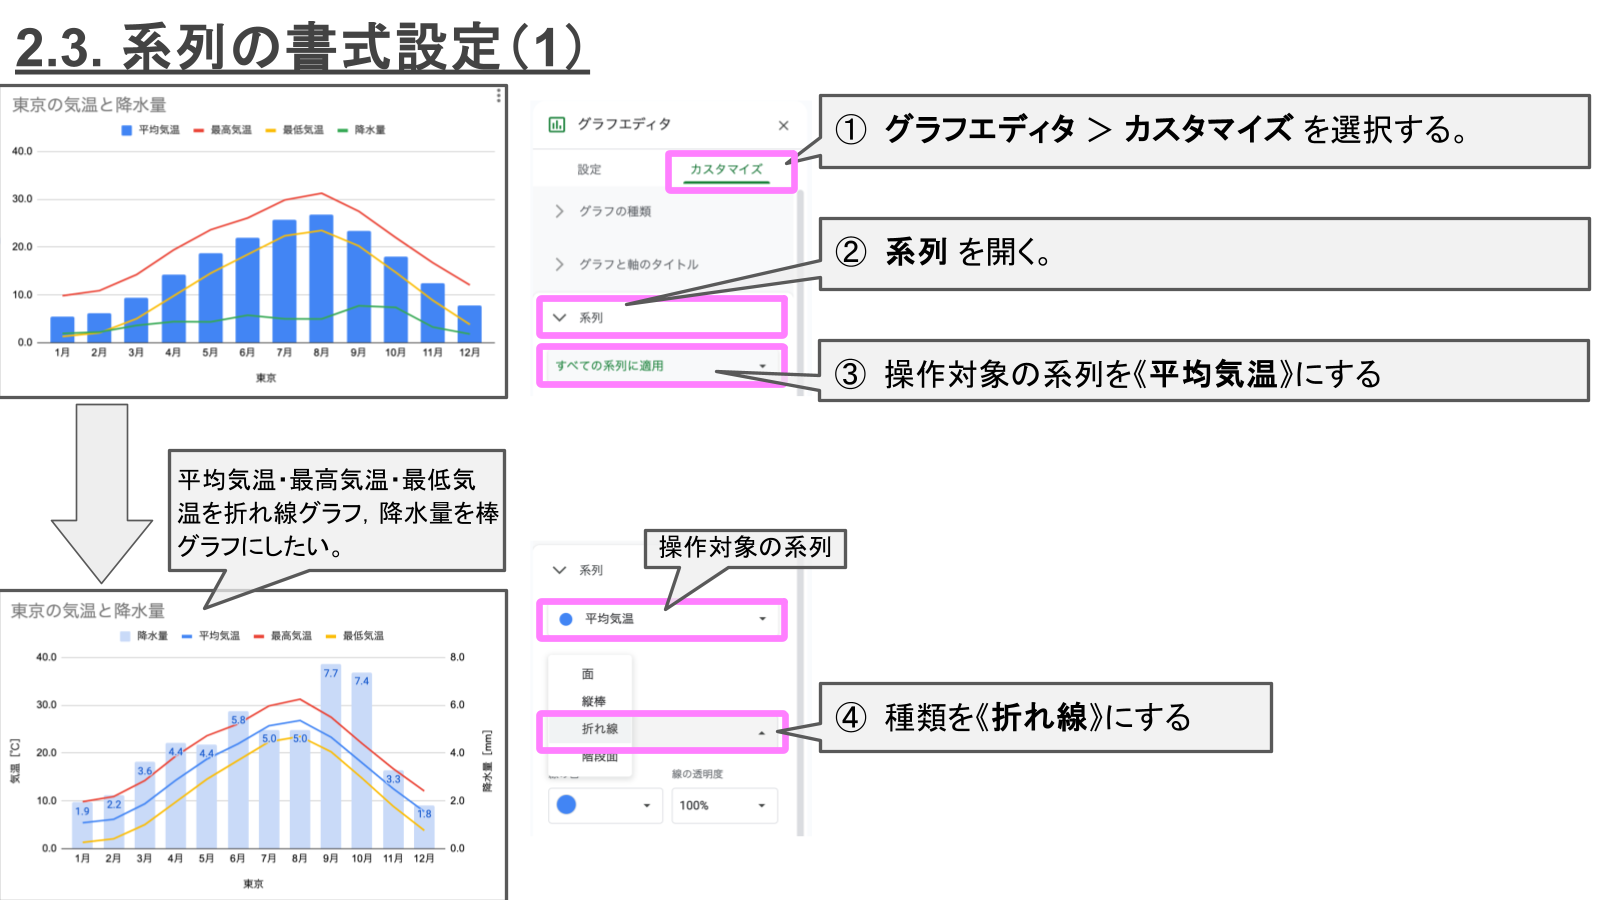 2.3. 系列の書式設定（1）
東京の気温と降水量
平均気温 最高気温 最低気温 降水量
40.0
30.0
20.0
10.0
0.0
1月 2月 3月 4月 5月 6月 7月 8月 9月 10月 11月 12月
東京
グラフエディタ ×
設定 カスタマイズ
グラフの種類
グラフと軸のタイトル
系列
すべての系列に適用
① グラフエディタ ＞ カスタマイズ を選択する。
② 系列 を開く。
③ 操作対象の系列を《平均気温》にする
平均気温・最高気温・最低気
温を折れ線グラフ，降水量を棒
グラフにしたい。
東京の気温と降水量
降水量 平均気温 最高気温 最低気温
40.0 8.0
30.0 6.0
20.0 4.0
10.0 2.0
0.0 0.0
気温 [℃]
降水量 [mm]
1.9 2.2 3.6 4.4 4.4 5.8 5.0 5.0 7.7 7.4 3.3 1.8
1月 2月 3月 4月 5月 6月 7月 8月 9月 10月 11月 12月
東京
操作対象の系列
系列
平均気温
面
縦棒
折れ線
階段面
線の透明度
100%
④ 種類を《折れ線》にする